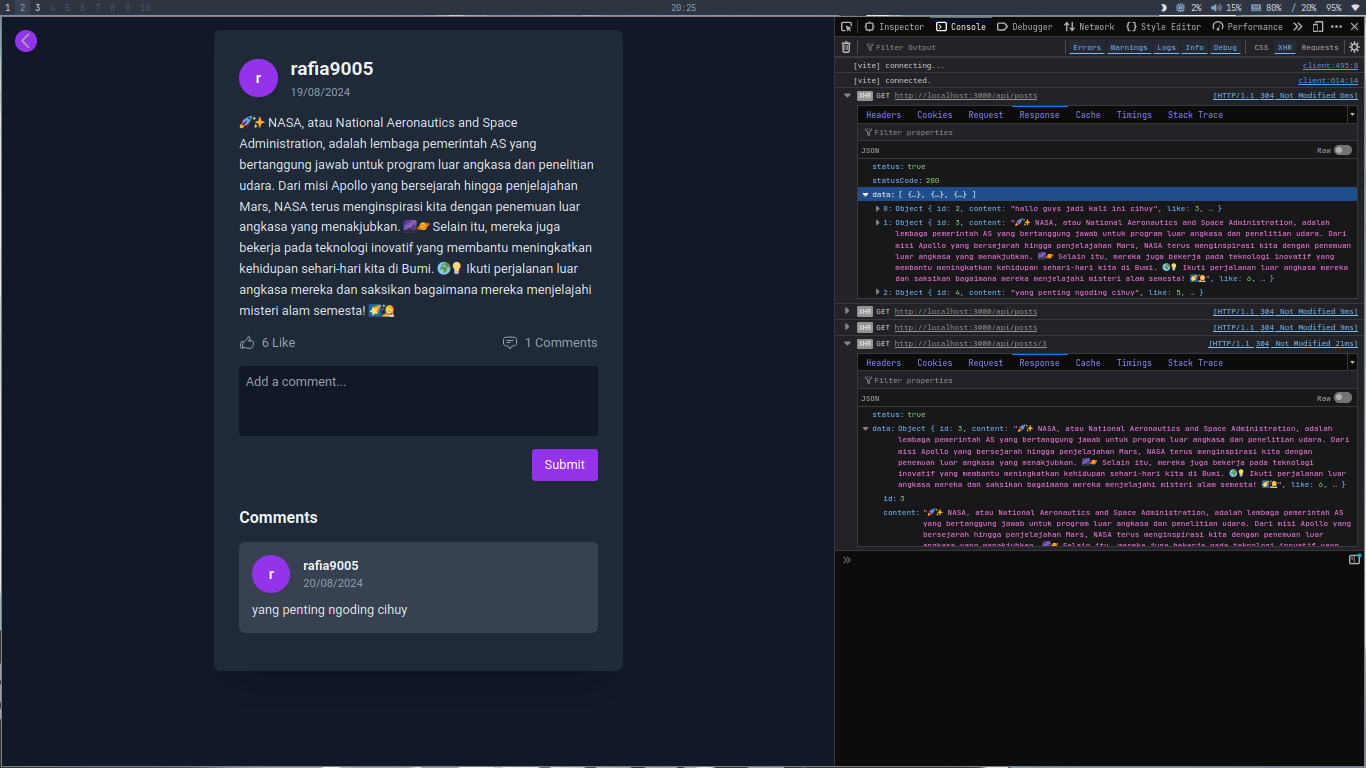 1 2 3 4 5 6 7 8 9 10
20:25
2% 15% 80% / 20% 95%
r
rafia9005
19/08/2024
🚀✨ NASA, atau National Aeronautics and Space
Administration, adalah lembaga pemerintah AS yang
bertanggung jawab untuk program luar angkasa dan penelitian
udara. Dari misi Apollo yang bersejarah hingga penjelajahan
Mars, NASA terus menginspirasi kita dengan penemuan luar
angkasa yang menakjubkan. 🌌🪐 Selain itu, mereka juga
bekerja pada teknologi inovatif yang membantu meningkatkan
kehidupan sehari-hari kita di Bumi. 🌍💡 Ikuti perjalanan luar
angkasa mereka dan saksikan bagaimana mereka menjelajahi
misteri alam semesta! 🌠👩‍🚀
6 Like
1 Comments
Add a comment...
Submit
Comments
r
rafia9005
20/08/2024
yang penting ngoding cihuy
Inspector Console Debugger Network Style Editor Performance
Filter Output
Errors Warnings Logs Info Debug CSS XHR Requests
[vite] connecting... client:495:8
[vite] connected. client:614:14
XHR GET http://localhost:3000/api/posts [HTTP/1.1 304 Not Modified 6ms]
Headers Cookies Request Response Cache Timings Stack Trace
Filter properties
JSON Raw
status: true
statusCode: 200
data: [ {…}, {…}, {…} ]
0: Object { id: 2, content: "hallo guys jadi kali ini cihuy", like: 3, … }
1: Object { id: 3, content: "🚀✨ NASA, atau National Aeronautics and Space Administration, adalah
lembaga pemerintah AS yang bertanggung jawab untuk program luar angkasa dan penelitian udara. Dari
misi Apollo yang bersejarah hingga penjelajahan Mars, NASA terus menginspirasi kita dengan penemuan
luar angkasa yang menakjubkan. 🌌🪐 Selain itu, mereka juga bekerja pada teknologi inovatif yang
membantu meningkatkan kehidupan sehari-hari kita di Bumi. 🌍💡 Ikuti perjalanan luar angkasa mereka
dan saksikan bagaimana mereka menjelajahi misteri alam semesta! 🌠👩‍🚀", like: 6, … }
2: Object { id: 4, content: "yang penting ngoding cihuy", like: 5, … }
XHR GET http://localhost:3000/api/posts [HTTP/1.1 304 Not Modified 9ms]
XHR GET http://localhost:3000/api/posts [HTTP/1.1 304 Not Modified 9ms]
XHR GET http://localhost:3000/api/posts/3 [HTTP/1.1 304 Not Modified 21ms]
Headers Cookies Request Response Cache Timings Stack Trace
Filter properties
JSON Raw
status: true
data: Object { id: 3, content: "🚀✨ NASA, atau National Aeronautics and Space Administration, adalah
lembaga pemerintah AS yang bertanggung jawab untuk program luar angkasa dan penelitian udara. Dari
misi Apollo yang bersejarah hingga penjelajahan Mars, NASA terus menginspirasi kita dengan
penemuan luar angkasa yang menakjubkan. 🌌🪐 Selain itu, mereka juga bekerja pada teknologi
inovatif yang membantu meningkatkan kehidupan sehari-hari kita di Bumi. 🌍💡 Ikuti perjalanan luar
angkasa mereka dan saksikan bagaimana mereka menjelajahi misteri alam semesta! 🌠👩‍🚀", like: 6, … }
id: 3
content: "🚀✨ NASA, atau National Aeronautics and Space Administration, adalah lembaga pemerintah AS
yang bertanggung jawab untuk program luar angkasa dan penelitian udara. Dari misi Apollo yang
bersejarah hingga penjelajahan Mars, NASA terus menginspirasi kita dengan penemuan luar
angkasa yang menakjubkan. 🌌🪐 Selain itu, mereka juga bekerja pada teknologi inovatif yang